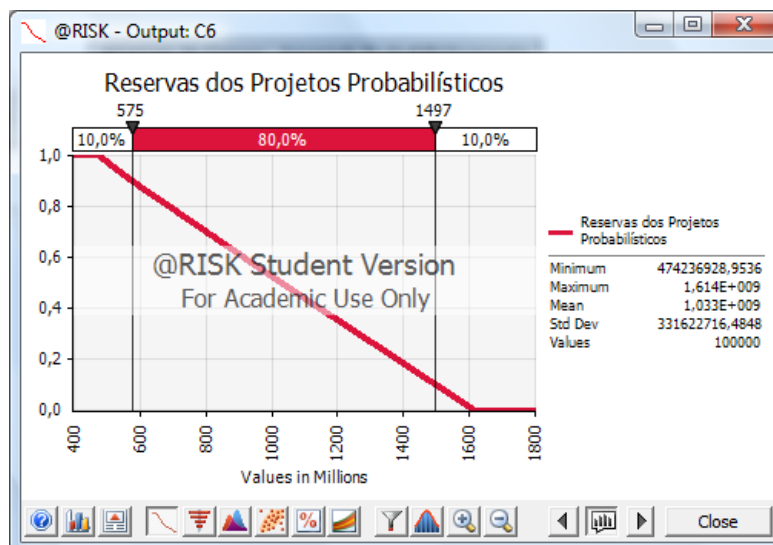 @RISK - Output: C6
Reservas dos Projetos Probabilísticos
575 1497
10,0% 80,0% 10,0%
1,0
0,8
0,6
0,4
0,2
0,0
@RISK Student Version
For Academic Use Only
400 600 800 1000 1200 1400 1600 1800
Values in Millions
Reservas dos Projetos
Probabilísticos
Minimum 474236928,9536
Maximum 1,614E+009
Mean 1,033E+009
Std Dev 331622716,4848
Values 100000
Close